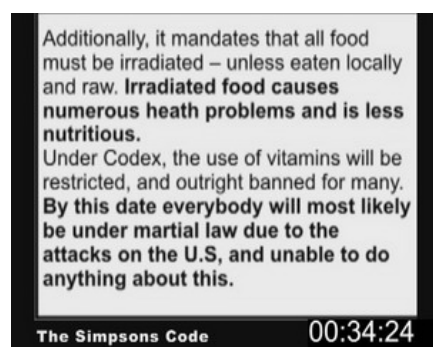 Additionally, it mandates that all food
must be irradiated – unless eaten locally
and raw. Irradiated food causes
numerous heath problems and is less
nutritious.
Under Codex, the use of vitamins will be
restricted, and outright banned for many.
By this date everybody will most likely
be under martial law due to the
attacks on the U.S, and unable to do
anything about this.
The Simpsons Code 00:34:24